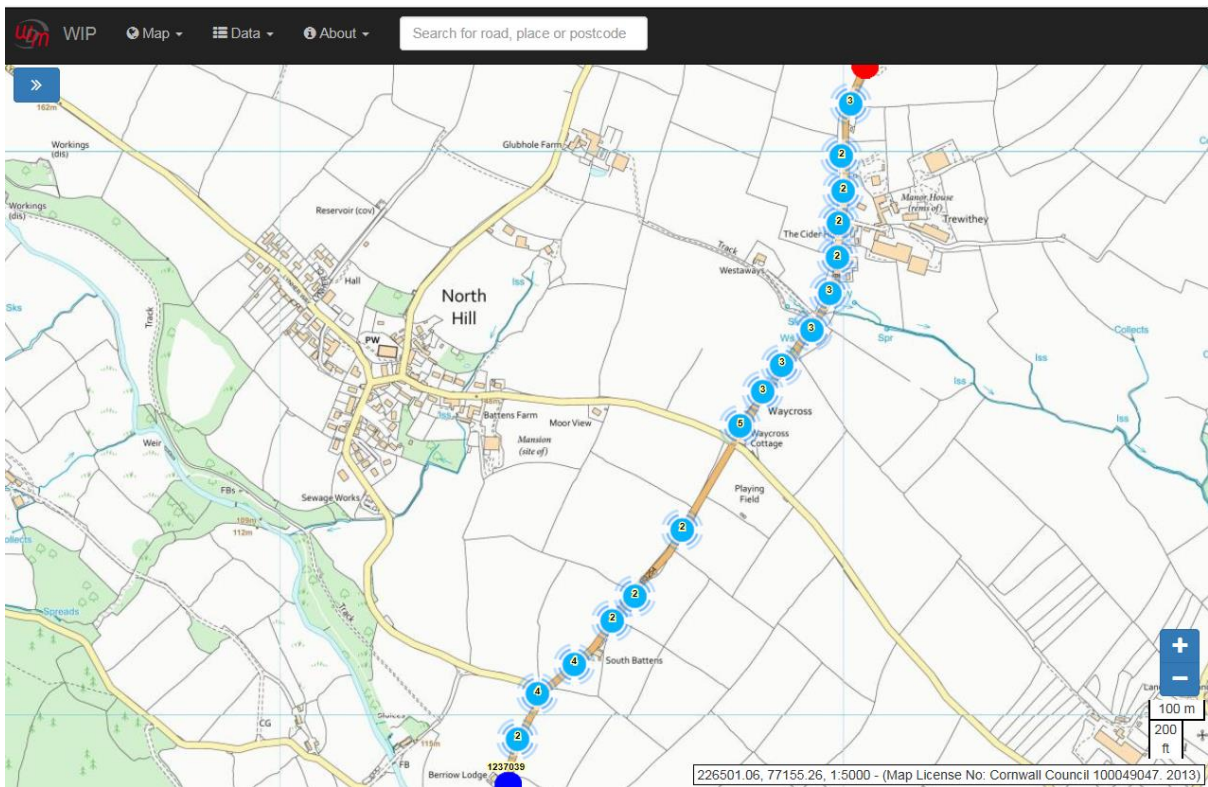 WDM WIP Map Data About Search for road, place or postcode
»
162m
Workings
(dis)
Glubhole Farm
Workings
(dis)
Reservoir (cov)
Manor House
(rems of)
Trewithey
The Cider
Track
Westaways
Hall
North
Hill
Iss
Sks
Track
PW
Spr
Collects
Iss
Iss
Iss
Battens Farm
Moor View
Waycross
Waycross
Cottage
Mansion
(site of)
Weir
FBs
Sewage Works
Playing
Field
109m
112m
Collects
Spreads
Track
South Battens
CG
Sluices
115m
FB
Berriow Lodge
1237039
3
2
2
2
2
3
3
3
3
5
2
2
2
4
4
2
+
−
100 m
200
ft
226501.06, 77155.26, 1:5000 - (Map License No: Cornwall Council 100049047. 2013)